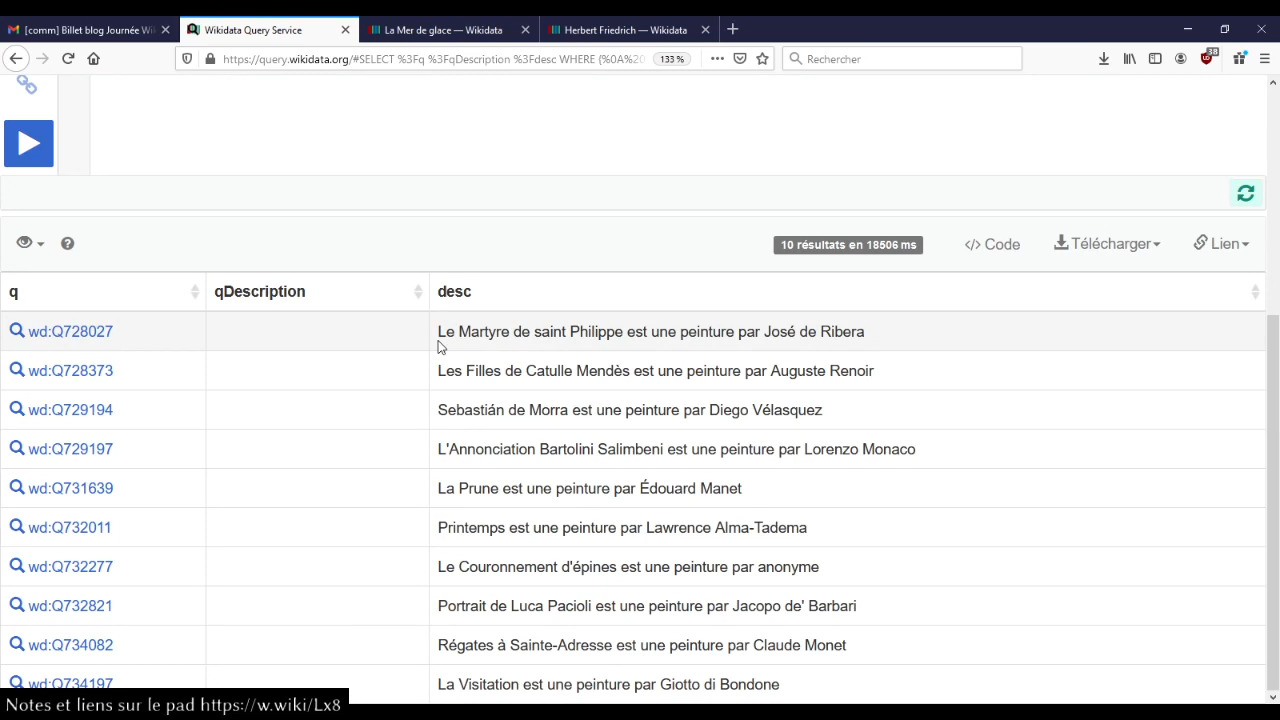 [comm] Billet blog Journée Wi
Wikidata Query Service
La Mer de glace — Wikidata
Herbert Friedrich — Wikidata
https://query.wikidata.org/#SELECT %3Fq %3FqDescription %3Fdesc WHERE {%0A%20
133 %
Rechercher
38
10 résultats en 18506 ms
</> Code
Télécharger
Lien
q qDescription desc
wd:Q728027 Le Martyre de saint Philippe est une peinture par José de Ribera
wd:Q728373 Les Filles de Catulle Mendès est une peinture par Auguste Renoir
wd:Q729194 Sebastián de Morra est une peinture par Diego Vélasquez
wd:Q729197 L'Annonciation Bartolini Salimbeni est une peinture par Lorenzo Monaco
wd:Q731639 La Prune est une peinture par Édouard Manet
wd:Q732011 Printemps est une peinture par Lawrence Alma-Tadema
wd:Q732277 Le Couronnement d'épines est une peinture par anonyme
wd:Q732821 Portrait de Luca Pacioli est une peinture par Jacopo de' Barbari
wd:Q734082 Régates à Sainte-Adresse est une peinture par Claude Monet
wd:Q734197 La Visitation est une peinture par Giotto di Bondone
Notes et liens sur le pad https://w.wiki/Lx8